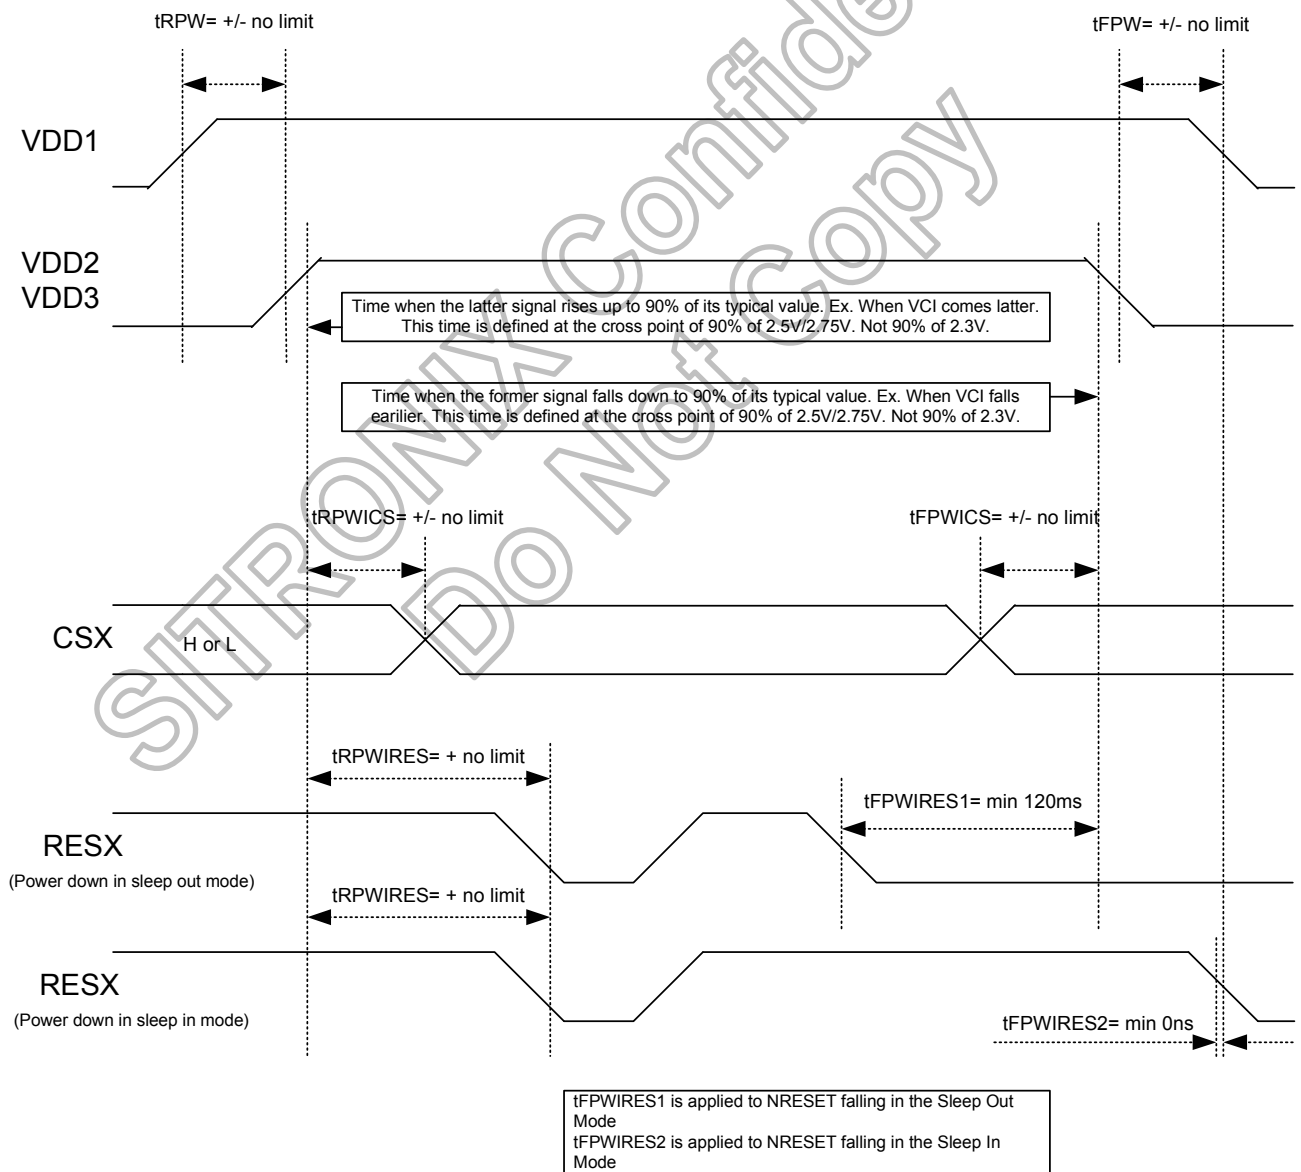 tRPW= +/- no limit
tFPW= +/- no limit
VDD1
VDD2
VDD3
Time when the latter signal rises up to 90% of its typical value. Ex. When VCI comes latter.
This time is defined at the cross point of 90% of 2.5V/2.75V. Not 90% of 2.3V.
Time when the former signal falls down to 90% of its typical value. Ex. When VCI falls
earilier. This time is defined at the cross point of 90% of 2.5V/2.75V. Not 90% of 2.3V.
tRPWICS= +/- no limit
tFPWICS= +/- no limit
CSX
H or L
tRPWIRES= + no limit
tFPWIRES1= min 120ms
RESX
(Power down in sleep out mode)
tRPWIRES= + no limit
RESX
(Power down in sleep in mode)
tFPWIRES2= min 0ns
tFPWIRES1 is applied to NRESET falling in the Sleep Out
Mode
tFPWIRES2 is applied to NRESET falling in the Sleep In
Mode
SITRONIX
Do Not Copy